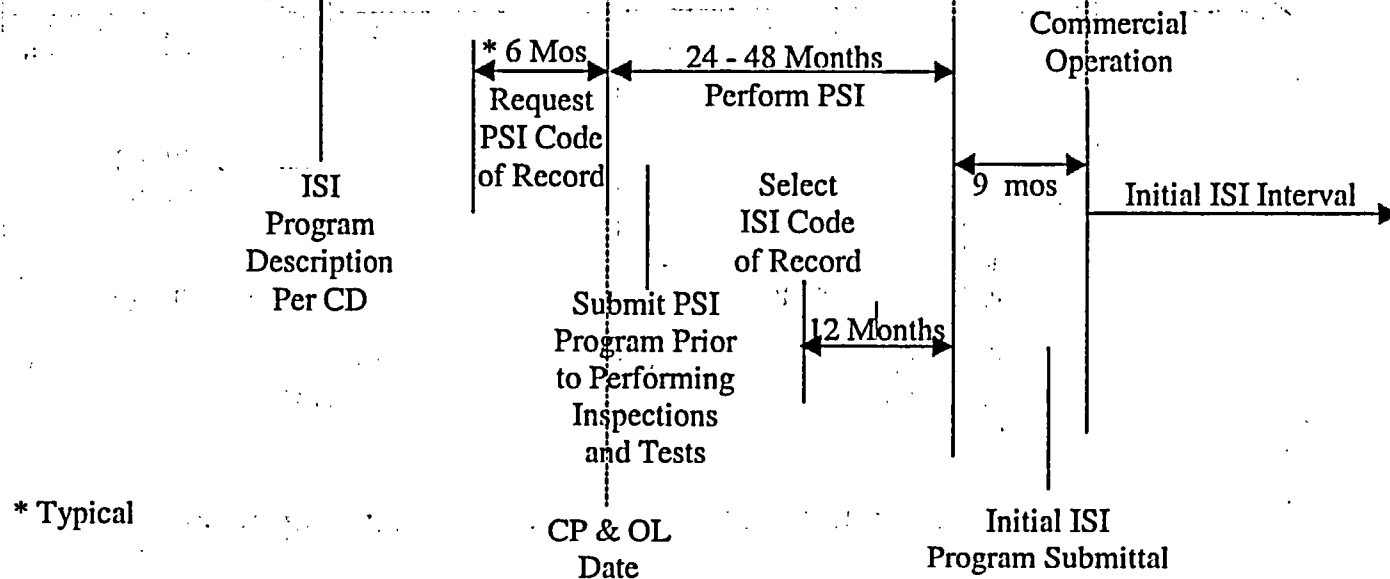 Commercial
Operation
* 6 Mos
24 - 48 Months
Request
PSI Code
of Record
Perform PSI
ISI
Program
Description
Per CD
Select
ISI Code
of Record
9 mos
Initial ISI Interval
Submit PSI
Program Prior
to Performing
Inspections
and Tests
12 Months
* Typical
CP & OL
Date
Initial ISI
Program Submittal